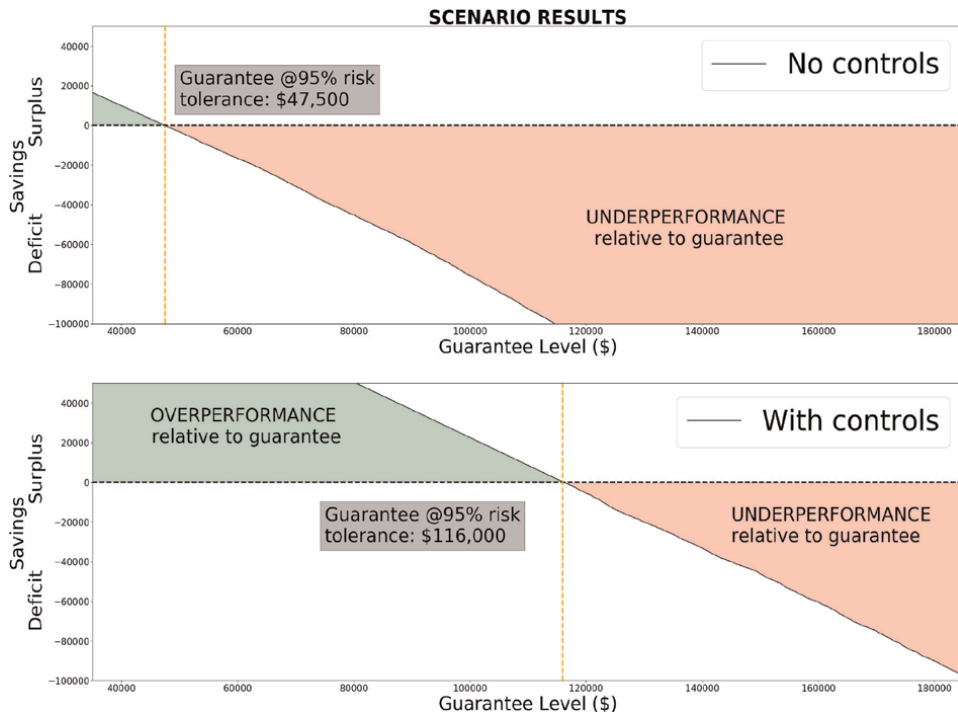 SCENARIO RESULTS
40000
20000
0
−20000
−40000
−60000
−80000
−100000
Savings
Deficit Surplus
Guarantee @95% risk
tolerance: $47,500
No controls
UNDERPERFORMANCE
relative to guarantee
40000 60000 80000 100000 120000 140000 160000 180000
Guarantee Level ($)
40000
20000
0
−20000
−40000
−60000
−80000
−100000
Savings
Deficit Surplus
OVERPERFORMANCE
relative to guarantee
With controls
Guarantee @95% risk
tolerance: $116,000
UNDERPERFORMANCE
relative to guarantee
40000 60000 80000 100000 120000 140000 160000 180000
Guarantee Level ($)